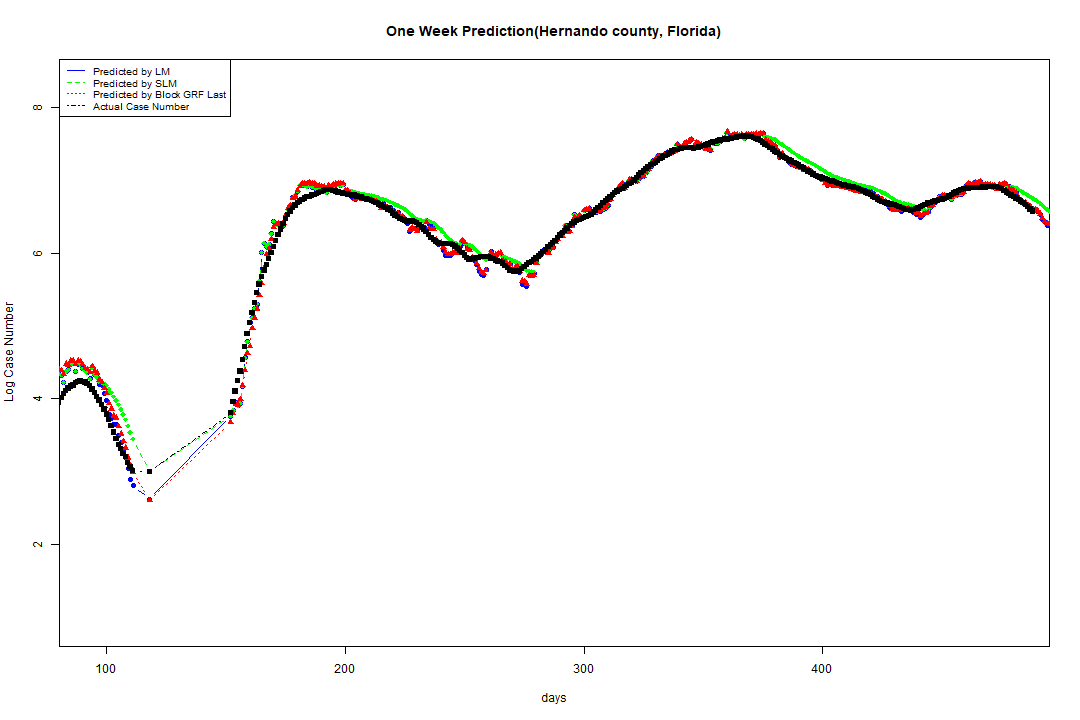 One Week Prediction(Hernando county, Florida)
Predicted by LM
Predicted by SLM
Predicted by Block GRF Last
Actual Case Number
8
6
4
2
Log Case Number
100 200 300 400
days